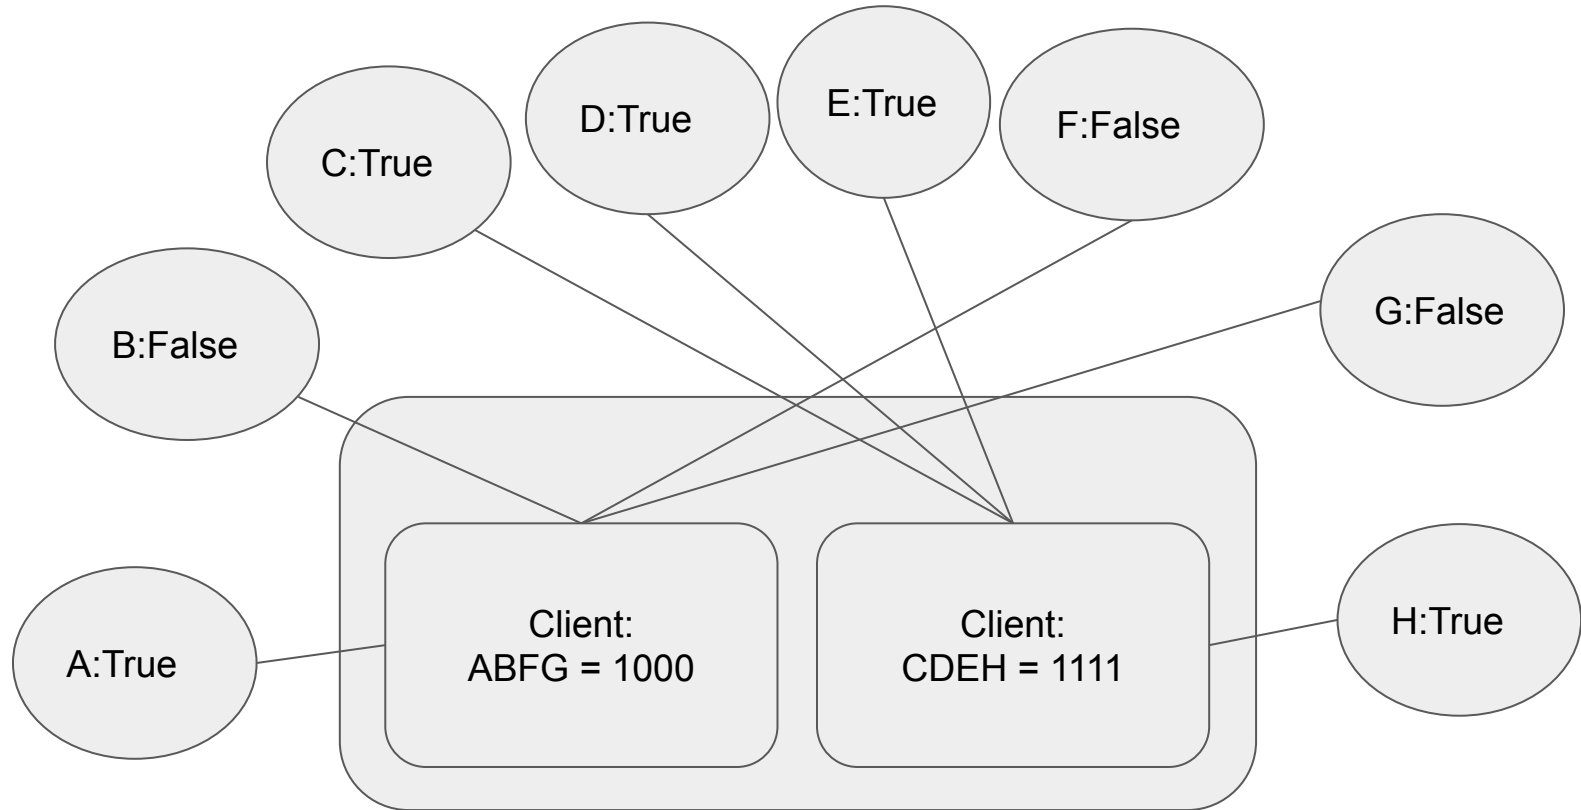 E:True
D:True
F:False
C:True
G:False
B:False
Client:
ABFG = 1000
Client:
CDEH = 1111
H:True
A:True